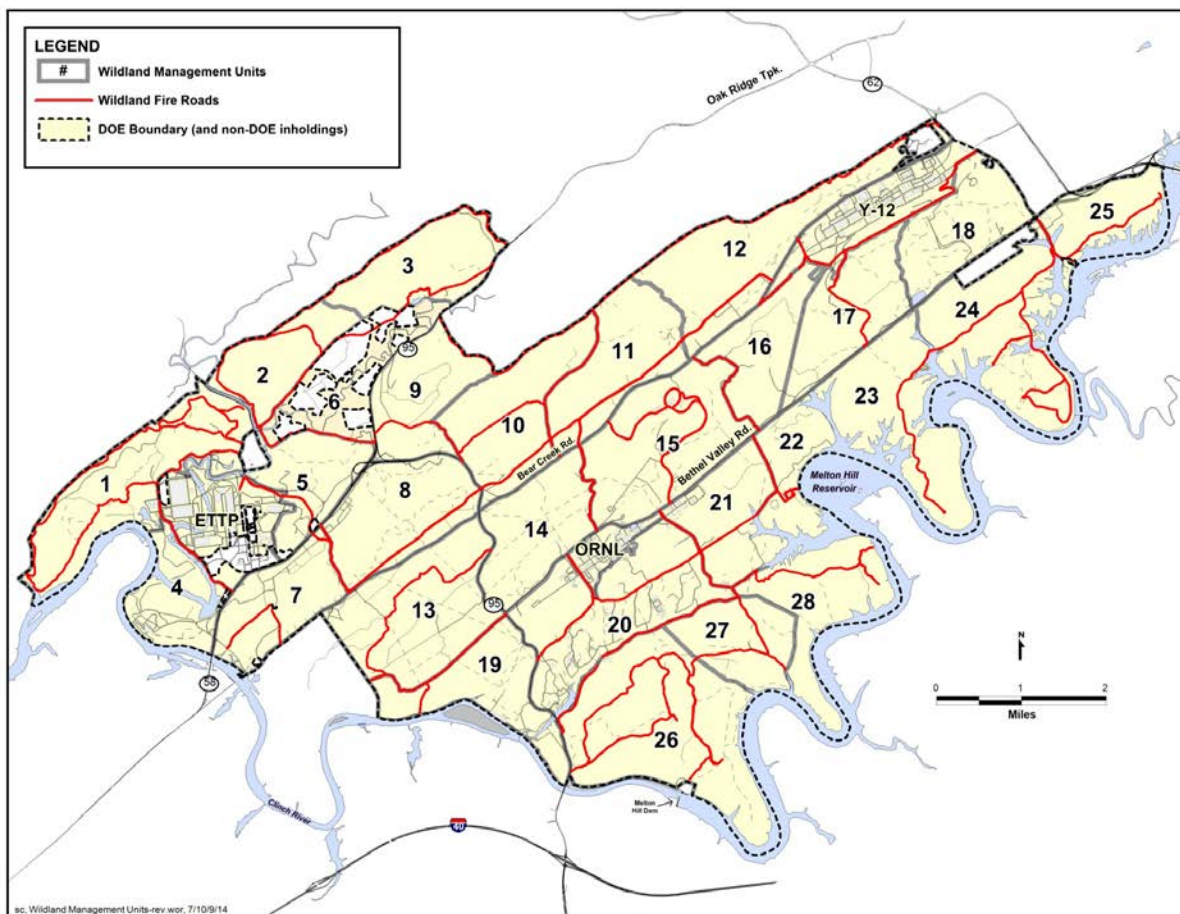 LEGEND
# Wildland Management Units
Wildland Fire Roads
DOE Boundary (and non-DOE inholdings)
Oak Ridge Tpk.
62
Y-12
25
18
12
3
24
17
95
11
16
2
9
6
23
10
15
Bear Creek Rd.
Bethel Valley Rd.
22
Melton Hill
Reservoir
1
5
8
21
ETTP
14
ORNL
4
7
13
95
28
20
27
19
58
26
N
0 1 2
Miles
Melton
Hill Dam
Clinch River
40
sc, Wildland Management Units-rev.wor, 7/10/9/14